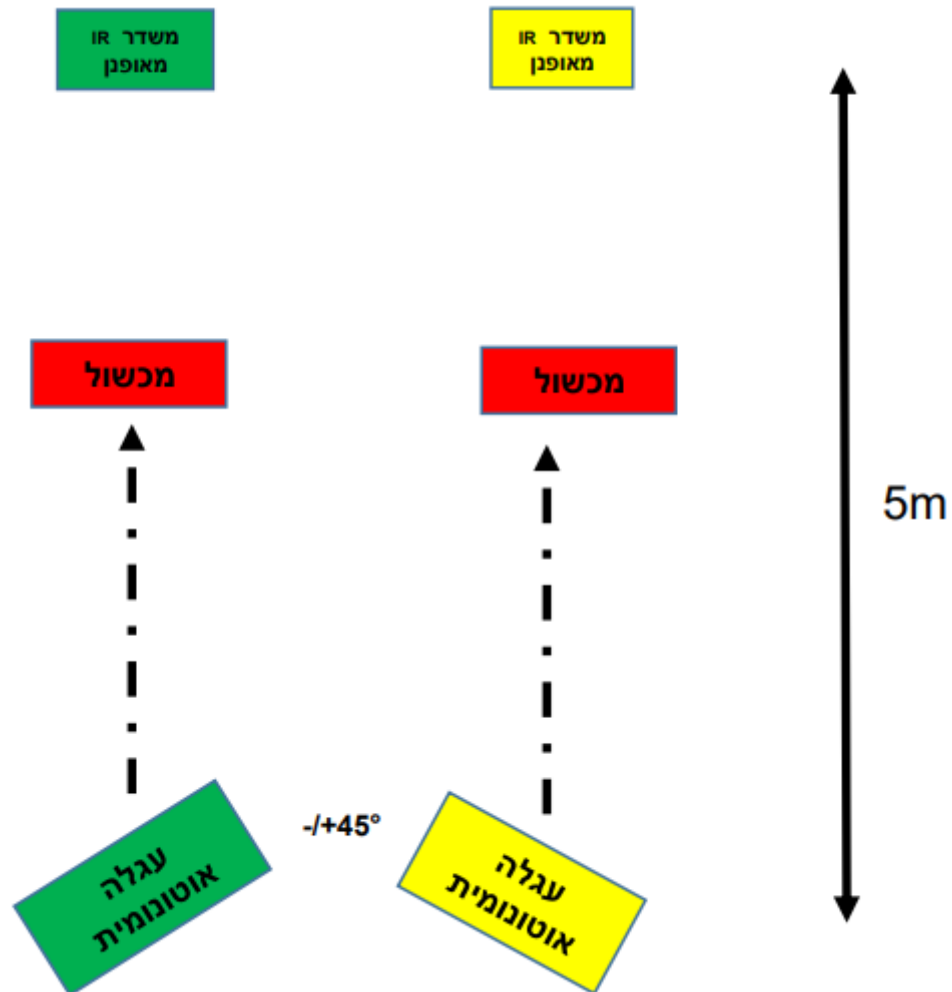 משדר IR
מאופנן
משדר IR
מאופנן
מכשול
מכשול
5m
-/+45°
עגלה
אוטונומית
עגלה
אוטונומית